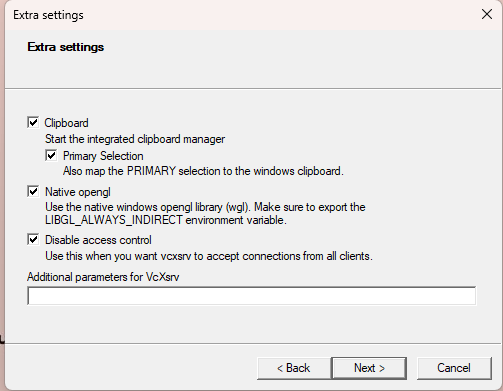 Extra settings
Extra settings
Clipboard
Start the integrated clipboard manager
Primary Selection
Also map the PRIMARY selection to the windows clipboard.
Native opengl
Use the native windows opengl library (wgl). Make sure to export the
LIBGL_ALWAYS_INDIRECT environment variable.
Disable access control
Use this when you want vcxsrv to accept connections from all clients.
Additional parameters for VcXsrv
< Back
Next >
Cancel